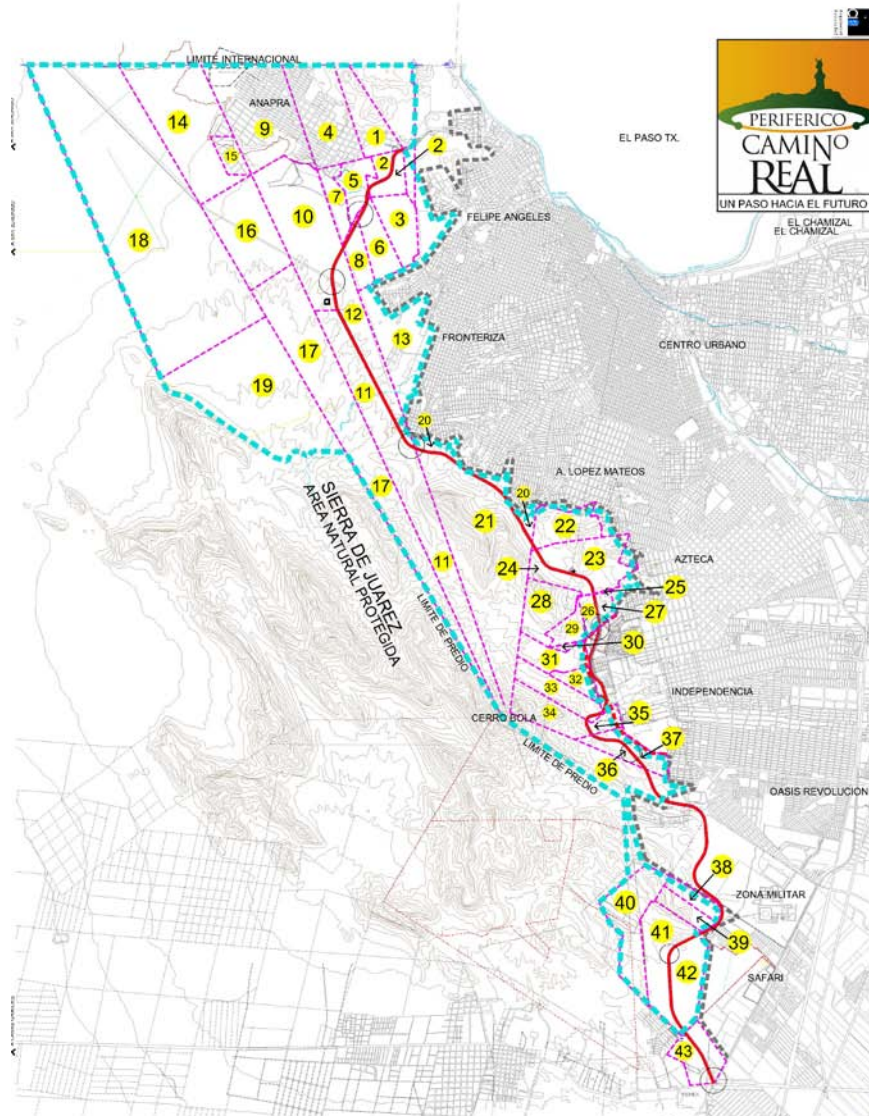 LIMITE INTERNACIONAL
ANAPRA
EL PASO TX.
PERIFERICO
CAMINO
REAL
UN PASO HACIA EL FUTURO
EL CHAMIZAL
EL CHAMIZAL
14
9
4
1
15
2
2
5
7
3
FELIPE ANGELES
18
16
10
6
8
12
13
FRONTERIZA
CENTRO URBANO
17
19
11
20
A. LOPEZ MATEOS
17
20
21
22
SIERRA DE JUAREZ
AREA NATURAL PROTEGIDA
11
24
23
AZTECA
25
28
26
27
29
LIMITE DE PREDIO
30
31
32
33
INDEPENDENCIA
34
CERRO BOLA
35
37
LIMITE DE PREDIO
36
OASIS REVOLUCION
38
ZONA MILITAR
40
41
39
42
SAFARI
43